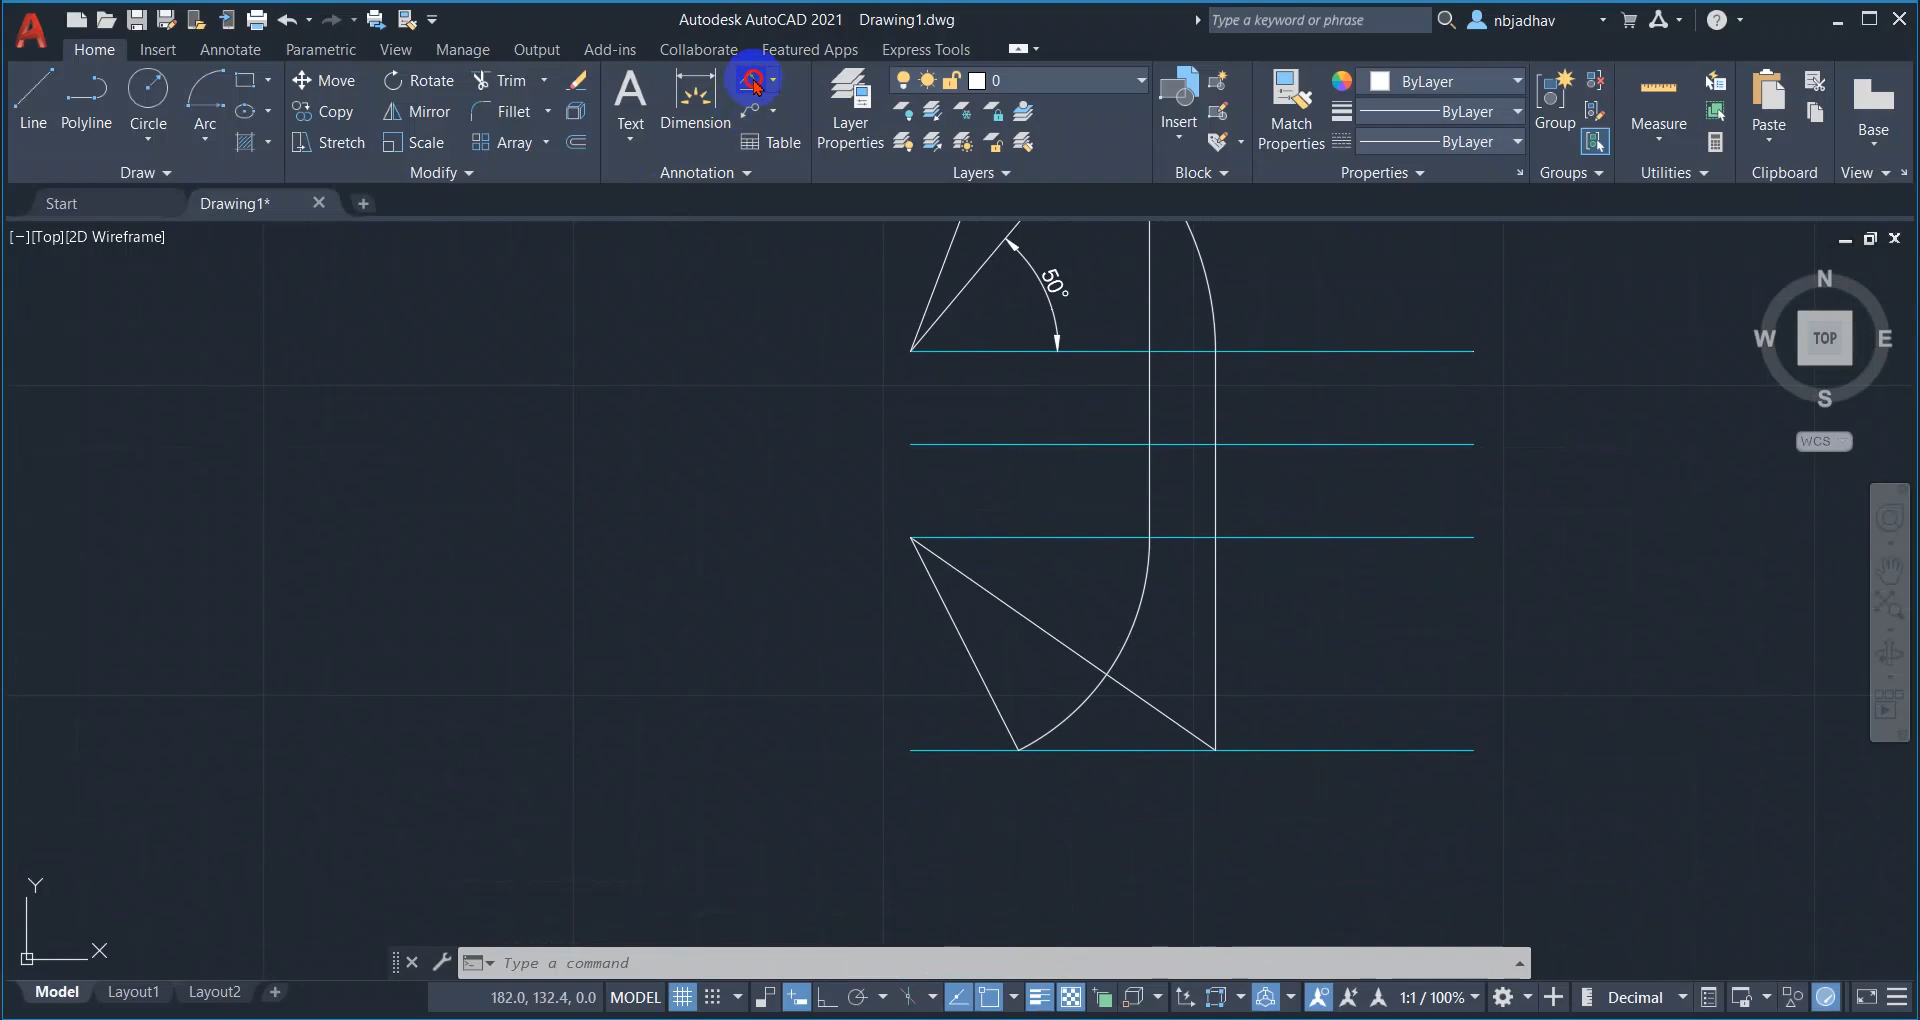 Autodesk AutoCAD 2021 Drawing1.dwg
Type a keyword or phrase
nbjadhav
Home Insert Annotate Parametric View Manage Output Add-ins Collaborate Featured Apps Express Tools
Line
Polyline
Circle
Arc
Draw
Move
Rotate
Trim
Copy
Mirror
Fillet
Stretch
Scale
Array
Modify
Text
Dimension
Table
Annotation
Layer
Properties
0
Layers
Insert
Block
Match
Properties
ByLayer
ByLayer
ByLayer
Properties
Group
Groups
Measure
Utilities
Paste
Clipboard
Base
View
Start
Drawing1*
[−][Top][2D Wireframe]
50°
N
W
TOP
E
S
WCS
Y
X
Type a command
Model Layout1 Layout2
182.0, 132.4, 0.0
MODEL
1:1 / 100%
Decimal